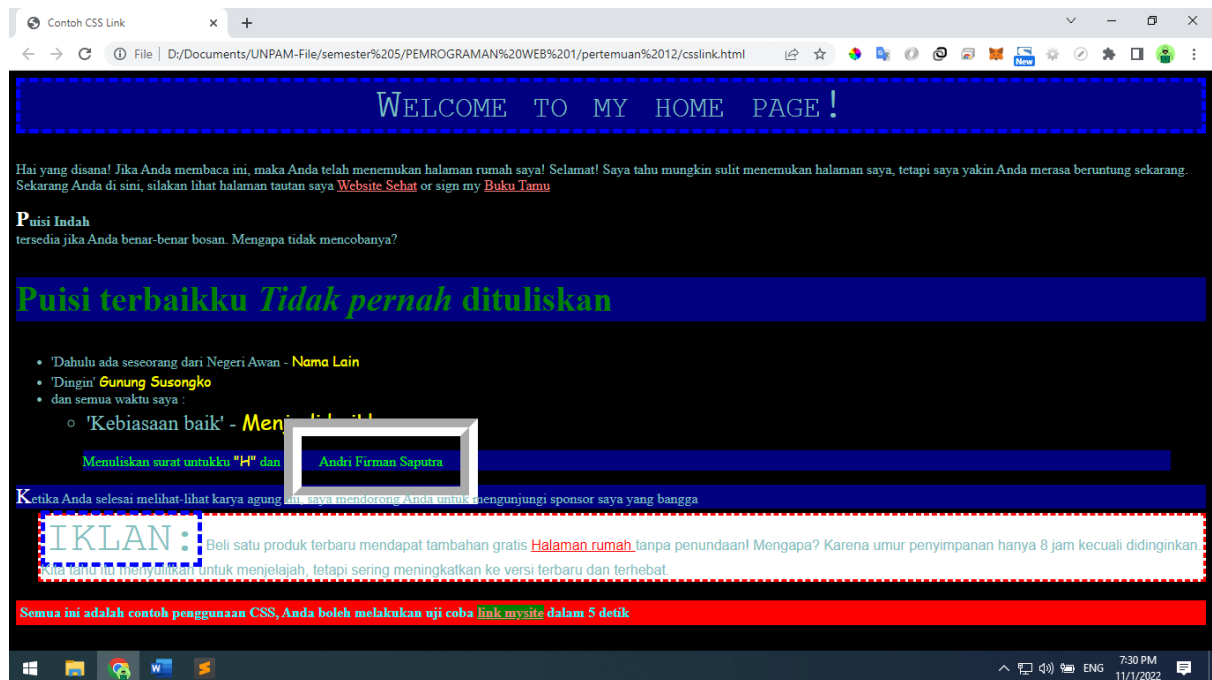 Contoh CSS Link
File | D:/Documents/UNPAM-File/semester%205/PEMROGRAMAN%20WEB%201/pertemuan%2012/csslink.html
New
Welcome to my home page!
Hai yang disana! Jika Anda membaca ini, maka Anda telah menemukan halaman rumah saya! Selamat! Saya tahu mungkin sulit menemukan halaman saya, tetapi saya yakin Anda merasa beruntung sekarang.
Sekarang Anda di sini, silakan lihat halaman tautan saya Website Sehat or sign my Buku Tamu
Puisi Indah
tersedia jika Anda benar-benar bosan. Mengapa tidak mencobanya?
Puisi terbaikku Tidak pernah dituliskan
'Dahulu ada seseorang dari Negeri Awan - Nama Lain
'Dingin' Gunung Susongko
dan semua waktu saya :
'Kebiasaan baik' -
Menuliskan surat untukku "H" dan Andri Firman Saputra
Ketika Anda selesai melihat-lihat karya agung ini, saya mendorong Anda untuk mengunjungi sponsor saya yang bangga
IKLAN: Beli satu produk terbaru mendapat tambahan gratis Halaman rumah tanpa penundaan! Mengapa? Karena umur penyimpanan hanya 8 jam kecuali didinginkan.
Kita tahu itu menyulitkan untuk menjelajah, tetapi sering meningkatkan ke versi terbaru dan terhebat.
Semua ini adalah contoh penggunaan CSS, Anda boleh melakukan uji coba link mysite dalam 5 detik
ENG
7:30 PM
11/1/2022